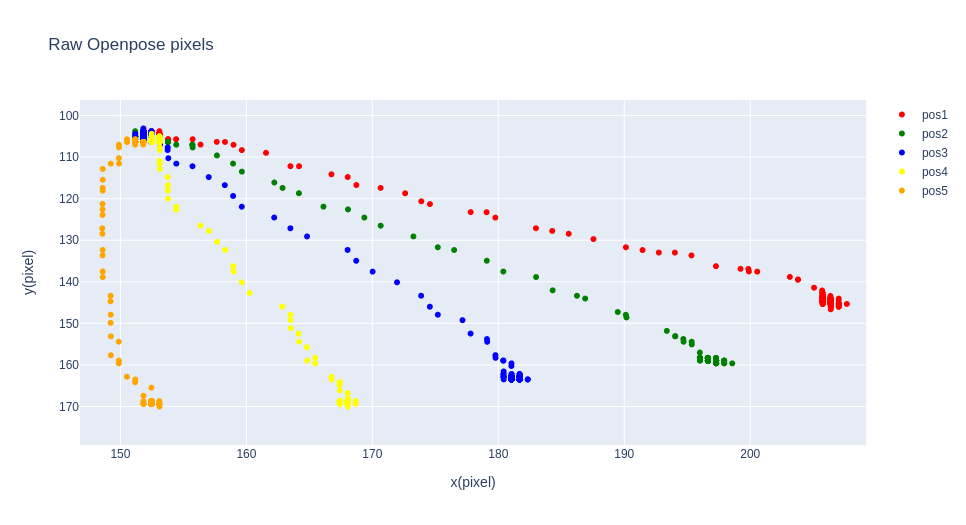 Raw Openpose pixels
100
110
120
130
140
150
160
170
y(pixel)
150
160
170
180
190
200
x(pixel)
pos1
pos2
pos3
pos4
pos5